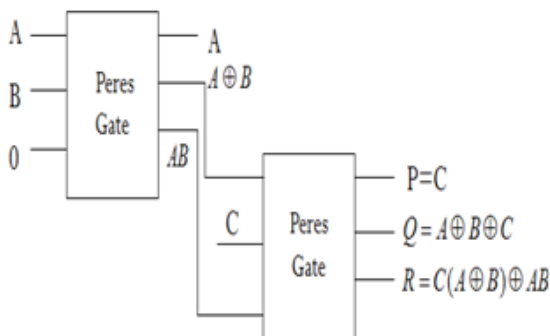 A
B
0
Peres
Gate
A
A⊕B
AB
C
Peres
Gate
P=C
Q=A⊕B⊕C
R=C(A⊕B)⊕AB